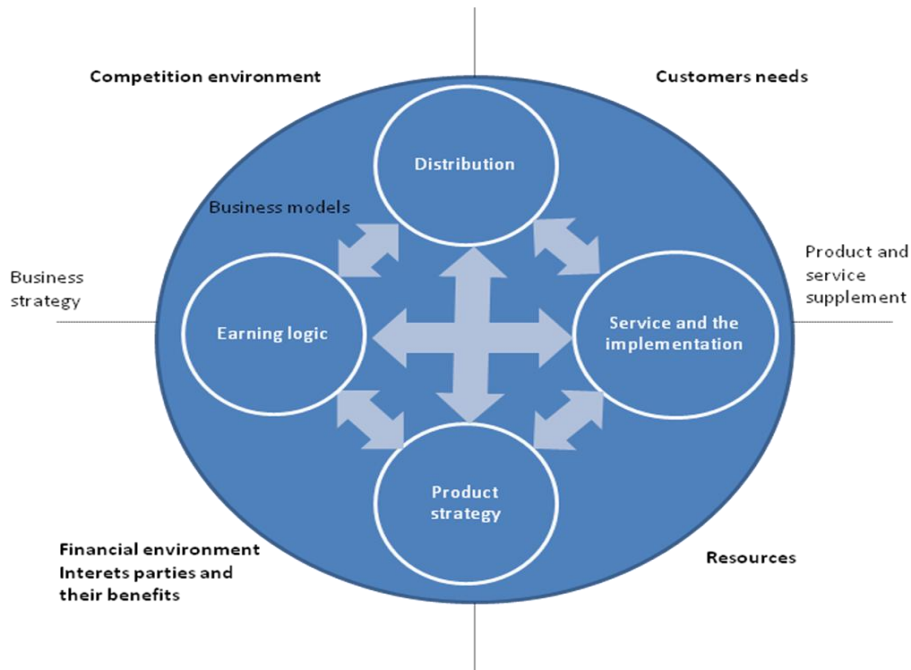 Competition environment
Customers needs
Distribution
Business models
Business
strategy
Product and
service
supplement
Earning logic
Service and the
implementation
Product
strategy
Financial environment
Interets parties and
their benefits
Resources